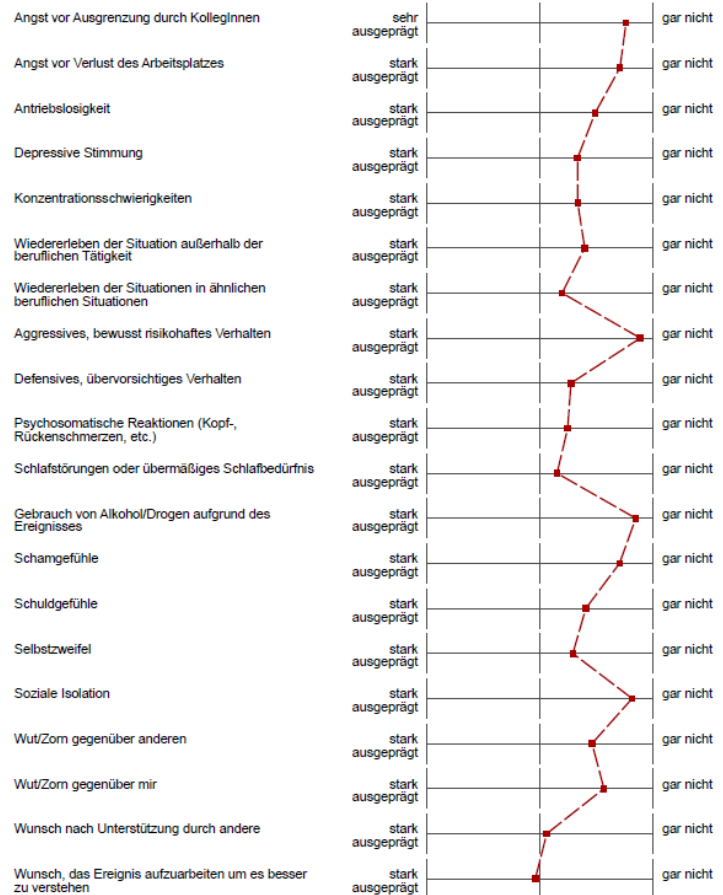 Angst vor Ausgrenzung durch KollegInnen sehr gar nicht
ausgeprägt
Angst vor Verlust des Arbeitsplatzes stark gar nicht
ausgeprägt
Antriebslosigkeit stark gar nicht
ausgeprägt
Depressive Stimmung stark gar nicht
ausgeprägt
Konzentrationsschwierigkeiten stark gar nicht
ausgeprägt
Wiedererleben der Situation außerhalb der stark gar nicht
beruflichen Tätigkeit ausgeprägt
Wiedererleben der Situationen in ähnlichen stark gar nicht
beruflichen Situationen ausgeprägt
Aggressives, bewusst risikohaftes Verhalten stark gar nicht
ausgeprägt
Defensives, übervorsichtiges Verhalten stark gar nicht
ausgeprägt
Psychosomatische Reaktionen (Kopf-, stark gar nicht
Rückenschmerzen, etc.) ausgeprägt
Schlafstörungen oder übermäßiges Schlafbedürfnis stark gar nicht
ausgeprägt
Gebrauch von Alkohol/Drogen aufgrund des stark gar nicht
Ereignisses ausgeprägt
Schamgefühle stark gar nicht
ausgeprägt
Schuldgefühle stark gar nicht
ausgeprägt
Selbstzweifel stark gar nicht
ausgeprägt
Soziale Isolation stark gar nicht
ausgeprägt
Wut/Zorn gegenüber anderen stark gar nicht
ausgeprägt
Wut/Zorn gegenüber mir stark gar nicht
ausgeprägt
Wunsch nach Unterstützung durch andere stark gar nicht
ausgeprägt
Wunsch, das Ereignis aufzuarbeiten um es besser stark gar nicht
zu verstehen ausgeprägt